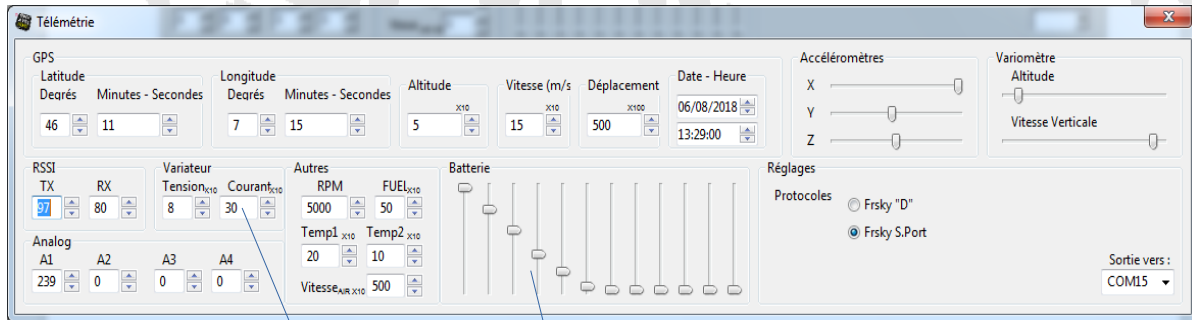 Télémétrie
GPS
Latitude
Degrés Minutes - Secondes
46 11
Longitude
Degrés Minutes - Secondes
7 15
Altitude
X10
5
Vitesse (m/s
X10
15
Déplacement
X100
500
Date - Heure
06/08/2018
13:29:00
Accéléromètres
X
Y
Z
Variomètre
Altitude
Vitesse Verticale
RSSI
TX RX
97 80
Variateur
Tension X10 Courant X10
8 30
Autres
RPM FUEL X10
5000 50
Temp1 X10 Temp2 X10
20 10
Vitesse AIR X10 500
Batterie
Réglages
Protocoles
Frsky "D"
Frsky S.Port
Sortie vers :
COM15
Analog
A1 A2 A3 A4
239 0 0 0